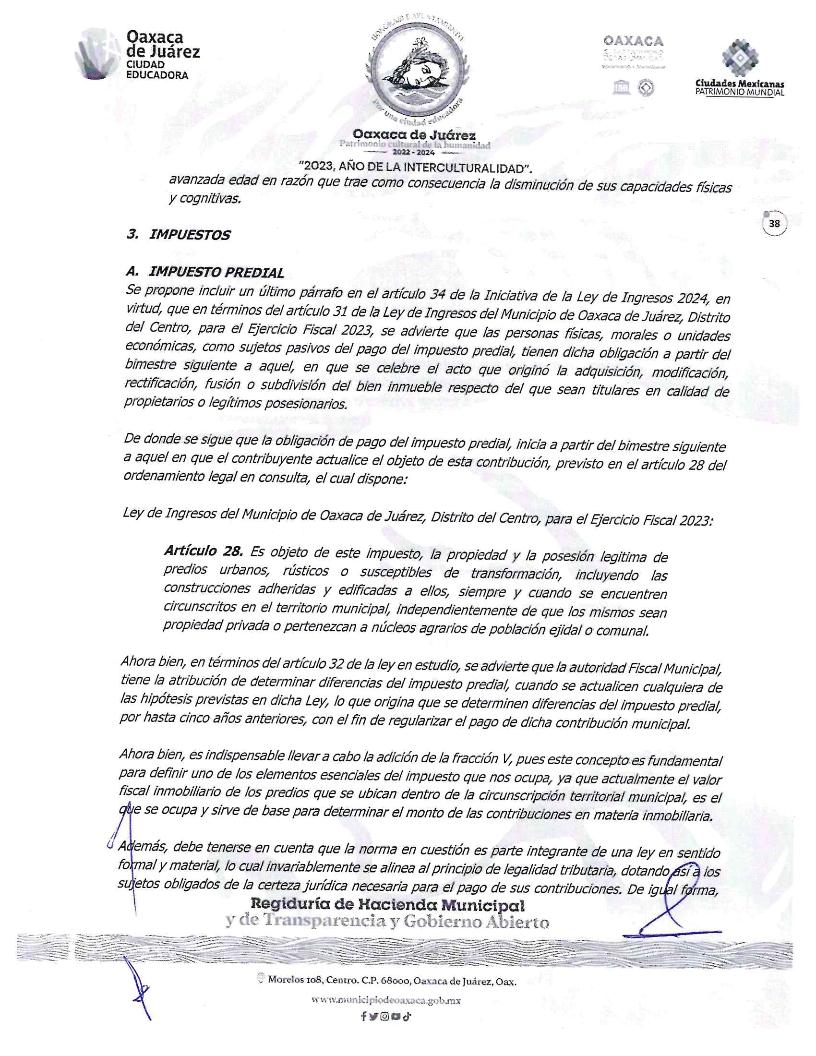 Oaxaca
de Juárez
CIUDAD
EDUCADORA
HONORABLE AYUNTAMIENTO
Por una ciudad educadora
Oaxaca de Juárez
Patrimonio cultural de la humanidad
2022 - 2024
OAXACA
Ciudades Mexicanas
PATRIMONIO MUNDIAL
"2023, AÑO DE LA INTERCULTURALIDAD".
avanzada edad en razón que trae como consecuencia la disminución de sus capacidades físicas
y cognitivas.
38
3. IMPUESTOS
A. IMPUESTO PREDIAL
Se propone incluir un último párrafo en el artículo 34 de la Iniciativa de la Ley de Ingresos 2024, en
virtud, que en términos del artículo 31 de la Ley de Ingresos del Municipio de Oaxaca de Juárez, Distrito
del Centro, para el Ejercicio Fiscal 2023, se advierte que las personas físicas, morales o unidades
económicas, como sujetos pasivos del pago del impuesto predial, tienen dicha obligación a partir del
bimestre siguiente a aquel, en que se celebre el acto que originó la adquisición, modificación,
rectificación, fusión o subdivisión del bien inmueble respecto del que sean titulares en calidad de
propietarios o legítimos posesionarios.
De donde se sigue que la obligación de pago del impuesto predial, inicia a partir del bimestre siguiente
a aquel en que el contribuyente actualice el objeto de esta contribución, previsto en el artículo 28 del
ordenamiento legal en consulta, el cual dispone:
Ley de Ingresos del Municipio de Oaxaca de Juárez, Distrito del Centro, para el Ejercicio Fiscal 2023:
Artículo 28. Es objeto de este impuesto, la propiedad y la posesión legitima de
predios urbanos, rústicos o susceptibles de transformación, incluyendo las
construcciones adheridas y edificadas a ellos, siempre y cuando se encuentren
circunscritos en el territorio municipal, independientemente de que los mismos sean
propiedad privada o pertenezcan a núcleos agrarios de población ejidal o comunal.
Ahora bien, en términos del artículo 32 de la ley en estudio, se advierte que la autoridad Fiscal Municipal,
tiene la atribución de determinar diferencias del impuesto predial, cuando se actualicen cualquiera de
las hipótesis previstas en dicha Ley, lo que origina que se determinen diferencias del impuesto predial,
por hasta cinco años anteriores, con el fin de regularizar el pago de dicha contribución municipal.
Ahora bien, es indispensable llevar a cabo la adición de la fracción V, pues este concepto es fundamental
para definir uno de los elementos esenciales del impuesto que nos ocupa, ya que actualmente el valor
fiscal inmobiliario de los predios que se ubican dentro de la circunscripción territorial municipal, es el
que se ocupa y sirve de base para determinar el monto de las contribuciones en materia inmobiliaria.
Además, debe tenerse en cuenta que la norma en cuestión es parte integrante de una ley en sentido
formal y material, lo cual invariablemente se alinea al principio de legalidad tributaria, dotando así a los
sujetos obligados de la certeza jurídica necesaria para el pago de sus contribuciones. De igual forma,
Regiduría de Hacienda Municipal
y de Transparencia y Gobierno Abierto
Morelos 108, Centro. C.P. 68000, Oaxaca de Juárez, Oax.
www.municipiodeoaxaca.gob.mx